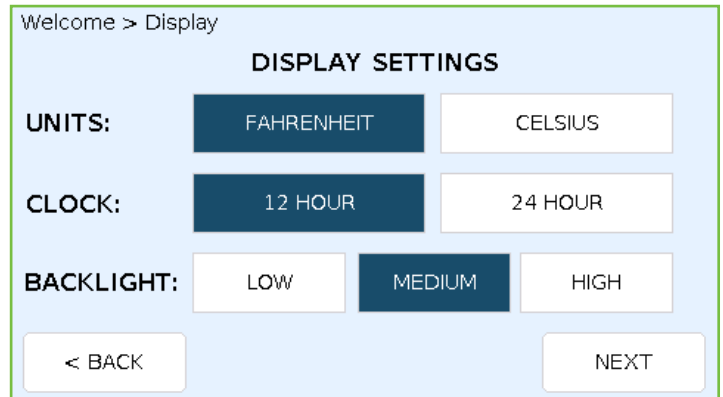 Welcome > Display
DISPLAY SETTINGS
UNITS: FAHRENHEIT CELSIUS
CLOCK: 12 HOUR 24 HOUR
BACKLIGHT: LOW MEDIUM HIGH
< BACK NEXT